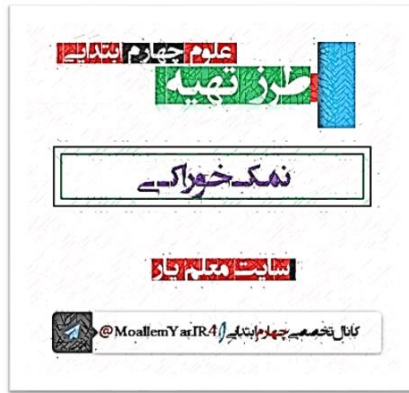 علوم چهارم ابتدایی
طرز تهیه
نمک خوراکی
سایت معلم یار
کانال تخصصی چهارم ابتدایی @MoallemYarIR4